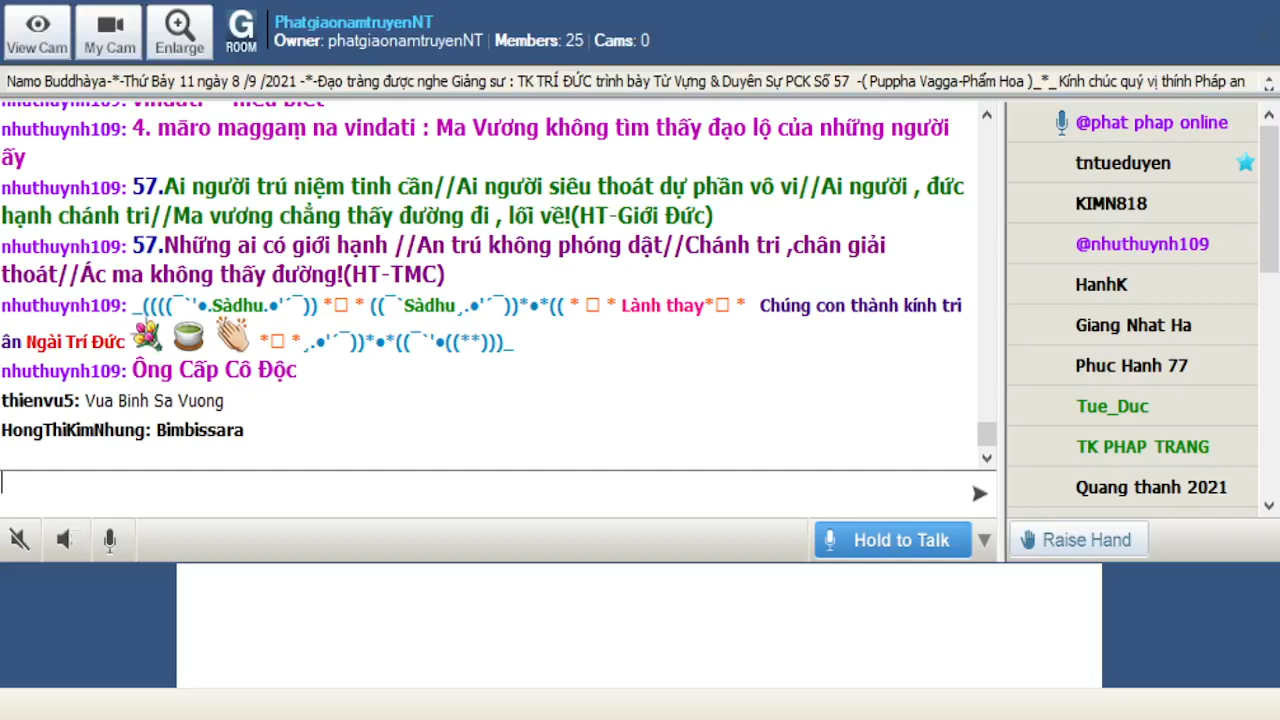 View Cam
My Cam
Enlarge
G
ROOM
PhatgiaonamtruyenNT
Owner: phatgiaonamtruyenNT | Members: 25 | Cams: 0
Namo Buddhàya-*-Thứ Bảy 11 ngày 8 /9 /2021 -*-Đạo tràng được nghe Giảng sư : TK TRÍ ĐỨC trình bày Từ Vựng & Duyên Sự PCK Số 57 -( Puppha Vagga-Phẩm Hoa )_*_ Kính chúc quý vị thính Pháp an
4. māro maggaṃ na vindati : Ma Vương không tìm thấy đạo lộ của những người
nhuthuynh109:
ấy
nhuthuynh109: 57.Ai người trú niệm tinh cần//Ai người siêu thoát dự phần vô vi//Ai người , đức
hạnh chánh tri//Ma vương chẳng thấy đường đi , lối về!(HT-Giới Đức)
nhuthuynh109: 57.Những ai có giới hạnh //An trú không phóng dật//Chánh tri ,chân giải
thoát//Ác ma không thấy đường!(HT-TMC)
nhuthuynh109: _((((¯`'●.Sàdhu.●'´¯)) *□ * ((¯`Sàdhu¸.●'´¯))*●*(( * □ * Lành thay*□ * Chúng con thành kính tri
ân Ngài Trí Đức *□ *¸.●'´¯))*●*((¯`'●((**)))_
nhuthuynh109: Ông Cấp Cô Độc
thienvu5: Vua Binh Sa Vuong
HongThiKimNhung: Bimbissara
@phat phap online
tntueduyen
KIMN818
@nhuthuynh109
HanhK
Giang Nhat Ha
Phuc Hanh 77
Tue_Duc
TK PHAP TRANG
Quang thanh 2021
Hold to Talk
Raise Hand